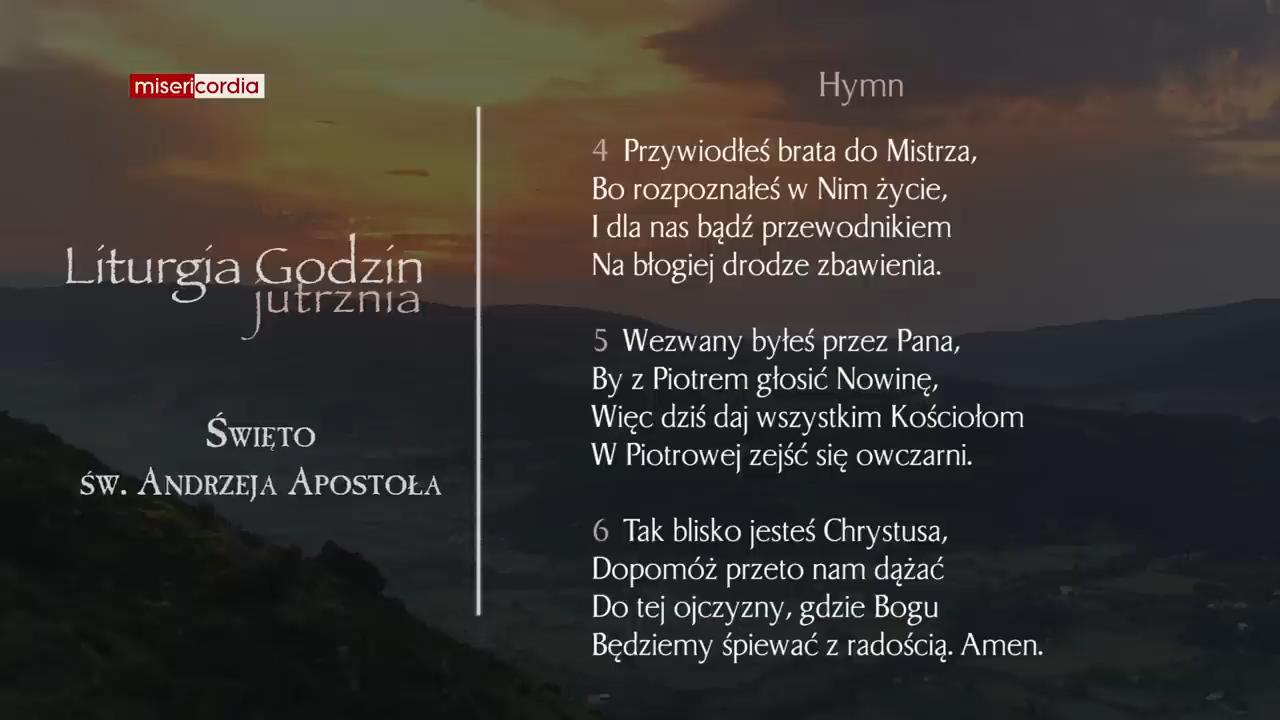 misericordia
Liturgia Godzin
jutrznia
Święto
św. Andrzeja Apostoła
Hymn
4 Przywiodłeś brata do Mistrza,
Bo rozpoznałeś w Nim życie,
I dla nas bądź przewodnikiem
Na błogiej drodze zbawienia.
5 Wezwany byłeś przez Pana,
By z Piotrem głosić Nowinę,
Więc dziś daj wszystkim Kościołom
W Piotrowej zejść się owczarni.
6 Tak blisko jesteś Chrystusa,
Dopomóż przeto nam dążać
Do tej ojczyzny, gdzie Bogu
Będziemy śpiewać z radością. Amen.